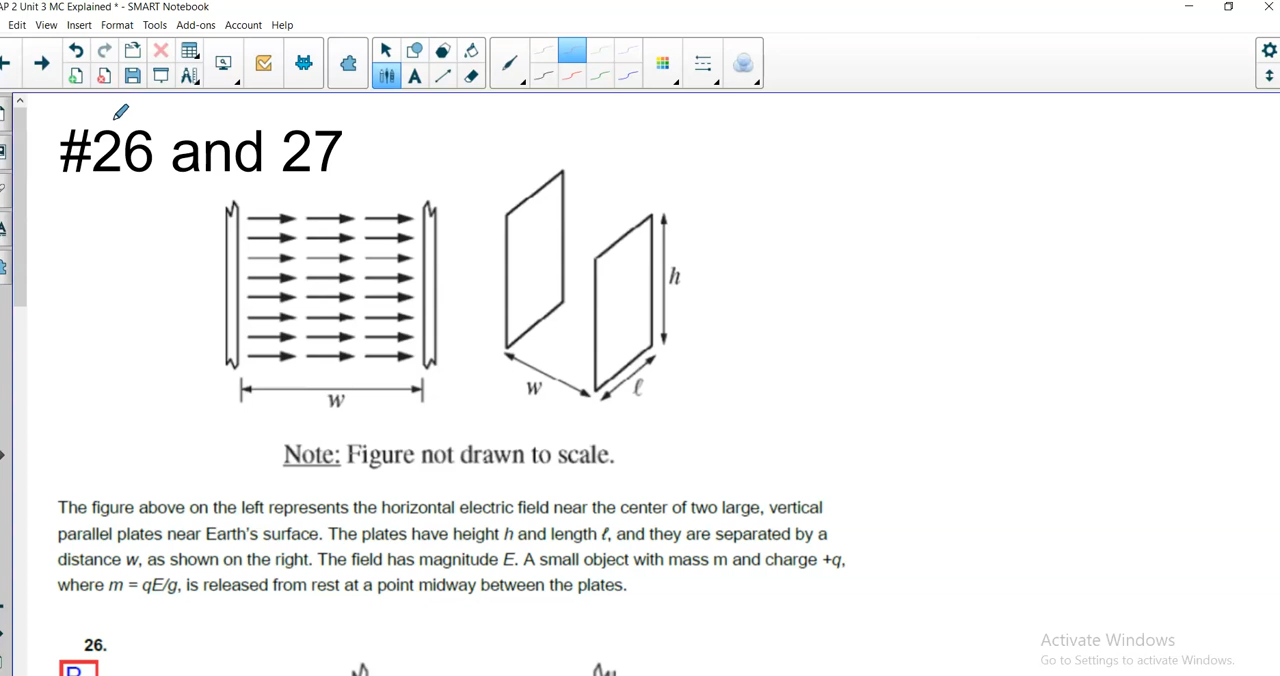 AP 2 Unit 3 MC Explained * - SMART Notebook
Edit View Insert Format Tools Add-ons Account Help
#26 and 27
h
w
w
ℓ
Note: Figure not drawn to scale.
The figure above on the left represents the horizontal electric field near the center of two large, vertical
parallel plates near Earth's surface. The plates have height h and length ℓ, and they are separated by a
distance w, as shown on the right. The field has magnitude E. A small object with mass m and charge +q,
where m = qE/g, is released from rest at a point midway between the plates.
26.
Activate Windows
Go to Settings to activate Windows.